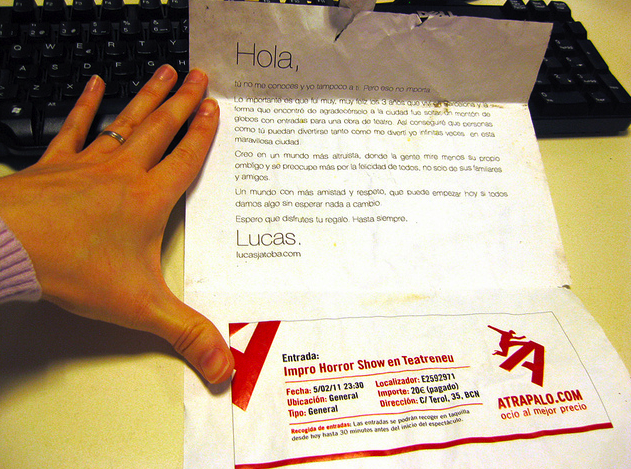 Hola,
tú no me conoces y yo tampoco a ti. Pero eso no importa.
Lo importante es que fui muy, muy feliz los 3 años que viví en Barcelona y la
forma que encontré de agradecérselo a la ciudad fue soltar un montón de
globos con entradas para una obra de teatro. Así conseguiré que personas
como tú puedan divertirse tanto como me divertí yo infinitas veces en esta
maravillosa ciudad.
Creo en un mundo más altruista, donde la gente mire menos su propio
ombligo y se preocupe más por la felicidad de todos, no solo de sus familiares
y amigos.
Un mundo con más amistad y respeto, que puede empezar hoy si todos
damos algo sin esperar nada a cambio.
Espero que disfrutes tu regalo. Hasta siempre,
Lucas.
lucasjatoba.com
Entrada:
Impro Horror Show en Teatreneu
Fecha: 5/02/11 23:30 Localizador: E2592971
Ubicación: General Importe: 20€ (pagado)
Tipo: General Dirección: C/ Terol, 35, BCN
Recogida de entradas: Las entradas se podrán recoger en taquilla
desde hoy hasta 30 minutos antes del inicio del espectáculo.
ATRAPALO.COM
ocio al mejor precio
Q W E R T Y
A S D F